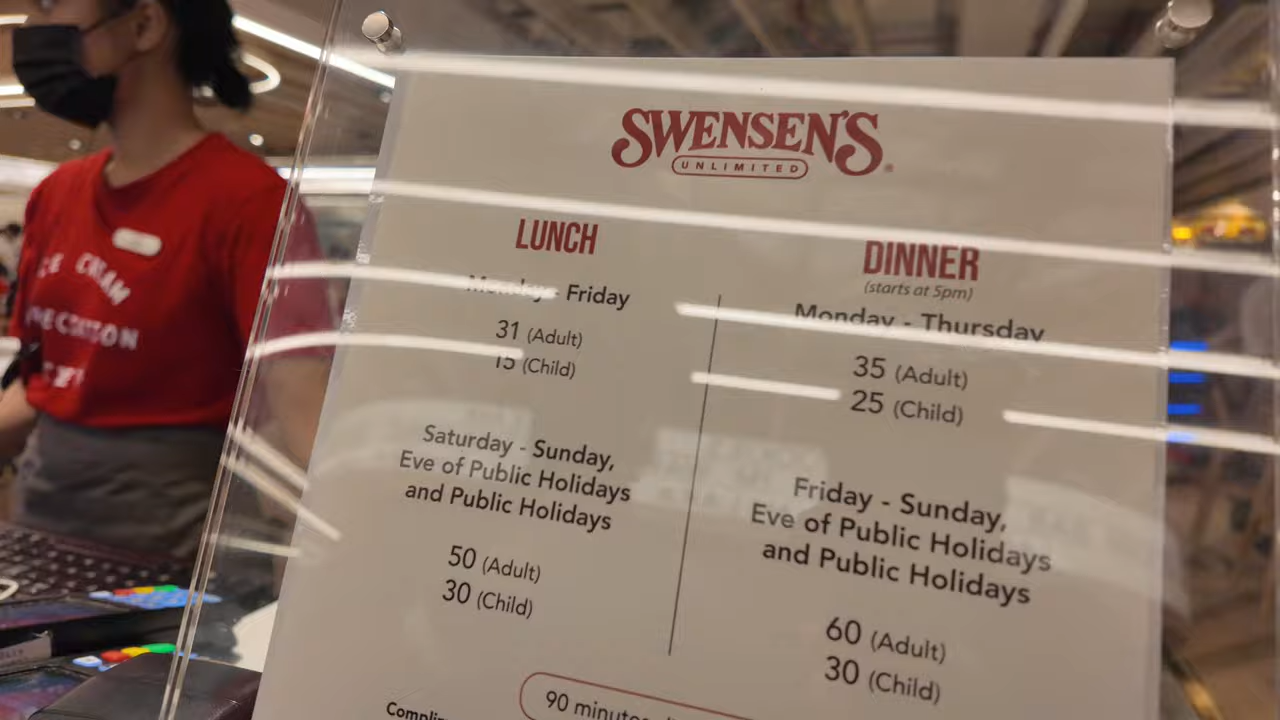 SWENSEN'S
UNLIMITED
LUNCH
Monday - Friday
31 (Adult)
15 (Child)
Saturday - Sunday,
Eve of Public Holidays
and Public Holidays
50 (Adult)
30 (Child)
DINNER
(starts at 5pm)
Monday - Thursday
35 (Adult)
25 (Child)
Friday - Sunday,
Eve of Public Holidays
and Public Holidays
60 (Adult)
30 (Child)
90
CREAM